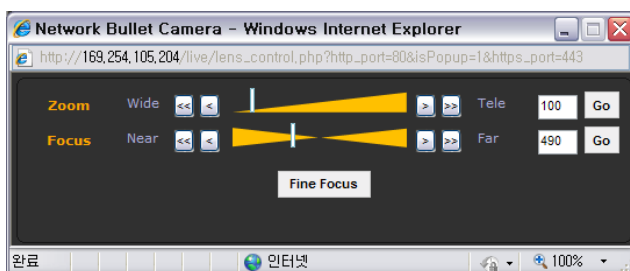 Network Bullet Camera - Windows Internet Explorer
http://169,254,105,204/live/lens_control.php?http_port=80&isPopup=1&https_port=443
Zoom Wide << < > >> Tele 100 Go
Focus Near << < > >> Far 490 Go
Fine Focus
완료 인터넷 100%